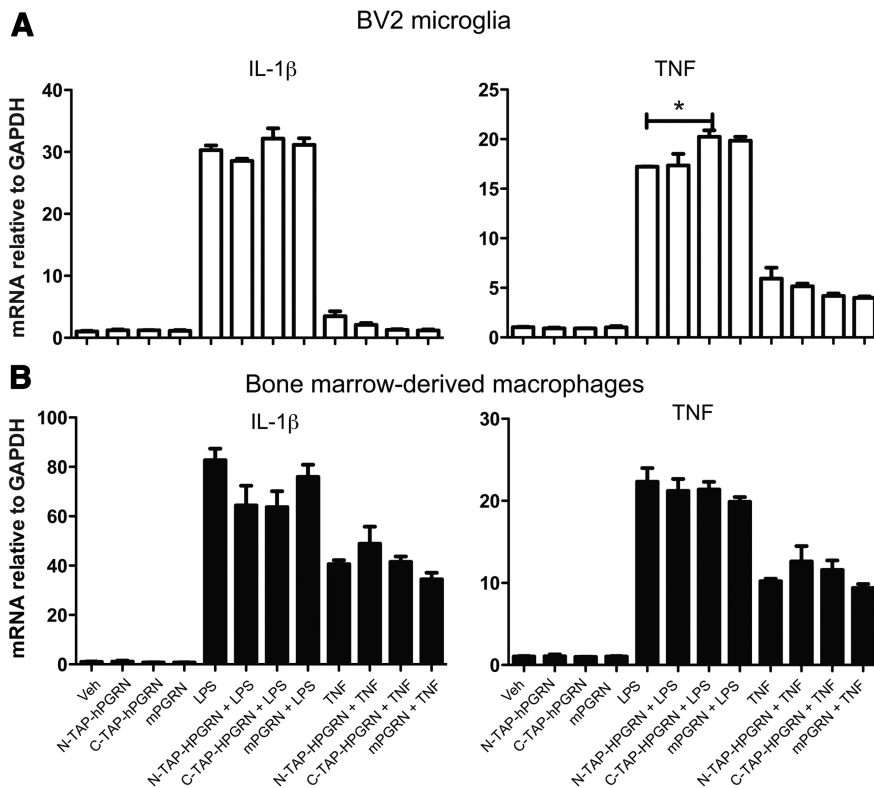 A
BV2 microglia
IL-1β
TNF
mRNA relative to GAPDH
40
30
20
10
0
25
20
15
10
5
0
*
B
Bone marrow-derived macrophages
IL-1β
TNF
mRNA relative to GAPDH
100
80
60
40
20
0
30
20
10
0
Veh
N-TAP-hPGRN
C-TAP-hPGRN
mPGRN
LPS
N-TAP-HPGRN + LPS
C-TAP-HPGRN + LPS
mPGRN + LPS
TNF
N-TAP-HPGRN + TNF
C-TAP-HPGRN + TNF
mPGRN + TNF
Veh
N-TAP-hPGRN
C-TAP-hPGRN
mPGRN
LPS
N-TAP-HPGRN + LPS
C-TAP-HPGRN + LPS
mPGRN + LPS
TNF
N-TAP-HPGRN + TNF
C-TAP-HPGRN + TNF
mPGRN + TNF